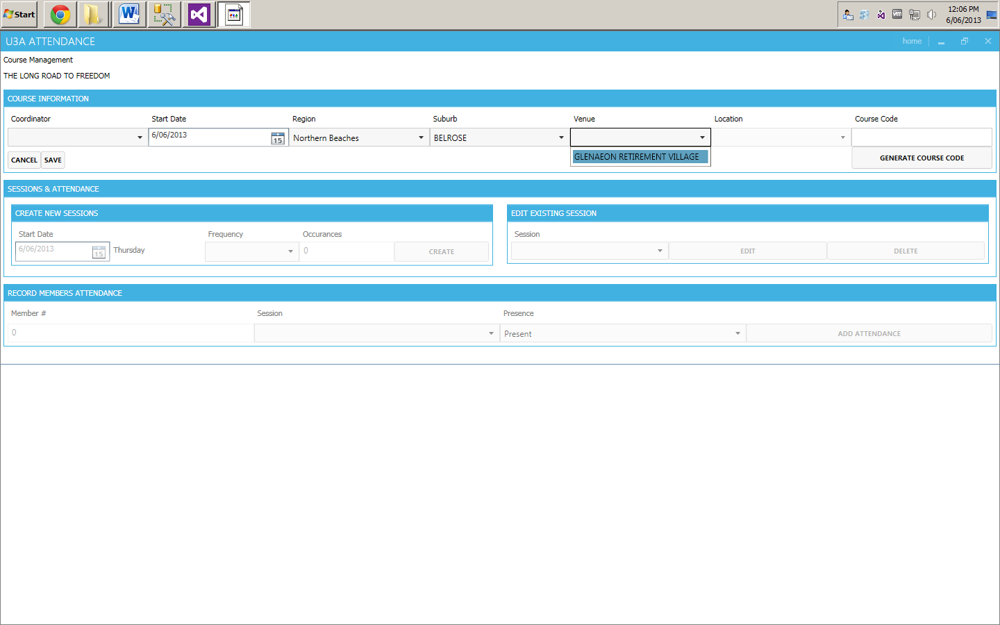 Start
12:06 PM
6/06/2013
U3A ATTENDANCE
home
Course Management
THE LONG ROAD TO FREEDOM
COURSE INFORMATION
Coordinator Start Date Region Suburb Venue Location Course Code
6/06/2013 15 Northern Beaches BELROSE
CANCEL SAVE GLENAEON RETIREMENT VILLAGE GENERATE COURSE CODE
SESSIONS & ATTENDANCE
CREATE NEW SESSIONS EDIT EXISTING SESSION
Start Date Frequency Occurances Session
6/06/2013 15 Thursday 0 CREATE EDIT DELETE
RECORD MEMBERS ATTENDANCE
Member # Session Presence
0 Present ADD ATTENDANCE